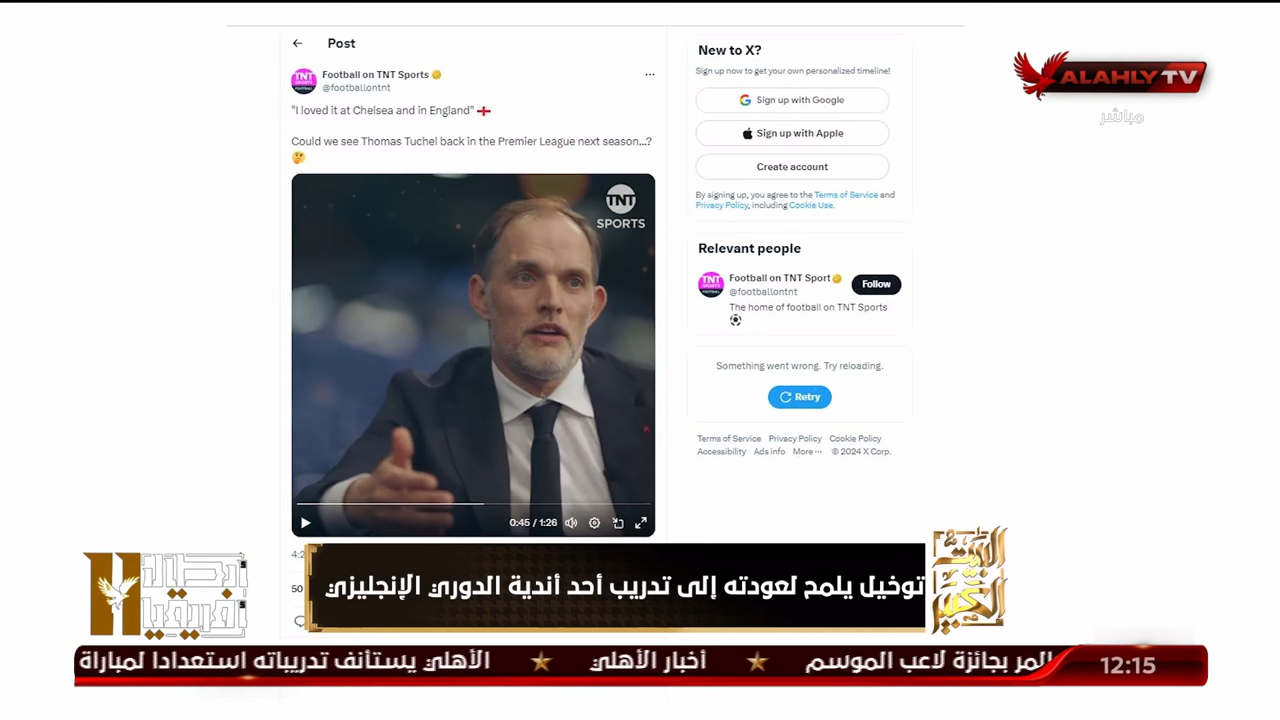 Post
Football on TNT Sports
@footballontnt
"I loved it at Chelsea and in England"
Could we see Thomas Tuchel back in the Premier League next season...?
TNT
SPORTS
0:45 / 1:26
4:2
50
New to X?
Sign up now to get your own personalized timeline!
Sign up with Google
Sign up with Apple
Create account
By signing up, you agree to the Terms of Service and
Privacy Policy, including Cookie Use.
Relevant people
Football on TNT Sport
@footballontnt
Follow
The home of football on TNT Sports
Something went wrong. Try reloading.
Retry
Terms of Service Privacy Policy Cookie Policy
Accessibility Ads info More ··· © 2024 X Corp.
ALAHLY TV
مباشر
توخيل يلمح لعودته إلى تدريب أحد أندية الدوري الإنجليزي
أبطال
أفريقيا
المر بجائزة لاعب الموسم ★ أخبار الأهلي ★ الأهلي يستأنف تدريباته استعدادا لمباراة
12:15